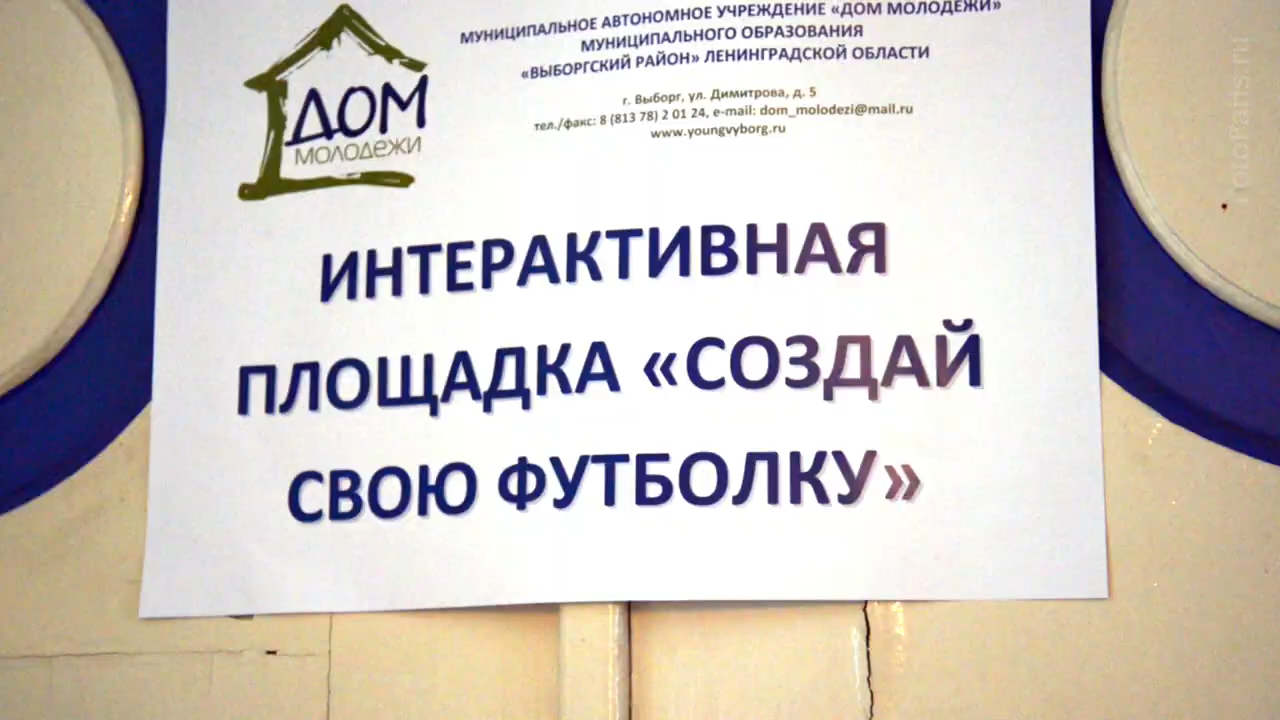 ДОМ
МОЛОДЕЖИ
МУНИЦИПАЛЬНОЕ АВТОНОМНОЕ УЧРЕЖДЕНИЕ «ДОМ МОЛОДЕЖИ»
МУНИЦИПАЛЬНОГО ОБРАЗОВАНИЯ
«ВЫБОРГСКИЙ РАЙОН» ЛЕНИНГРАДСКОЙ ОБЛАСТИ
г. Выборг, ул. Димитрова, д. 5
тел./факс: 8 (813 78) 2 01 24, e-mail: dom_molodezi@mail.ru
www.youngvyborg.ru
ИНТЕРАКТИВНАЯ
ПЛОЩАДКА «СОЗДАЙ
СВОЮ ФУТБОЛКУ»